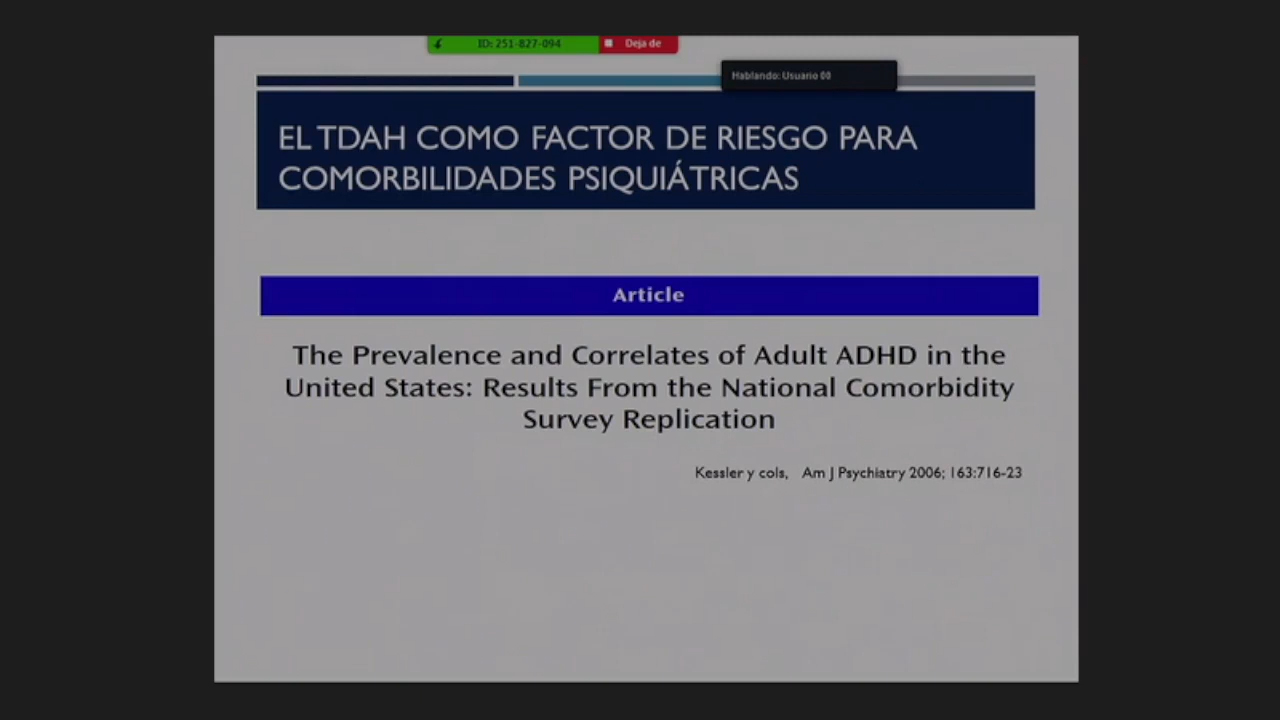 ID: 251-827-094
Deja de
Hablando: Usuario 00
EL TDAH COMO FACTOR DE RIESGO PARA
COMORBILIDADES PSIQUIÁTRICAS
Article
The Prevalence and Correlates of Adult ADHD in the
United States: Results From the National Comorbidity
Survey Replication
Kessler y cols, Am J Psychiatry 2006; 163:716-23